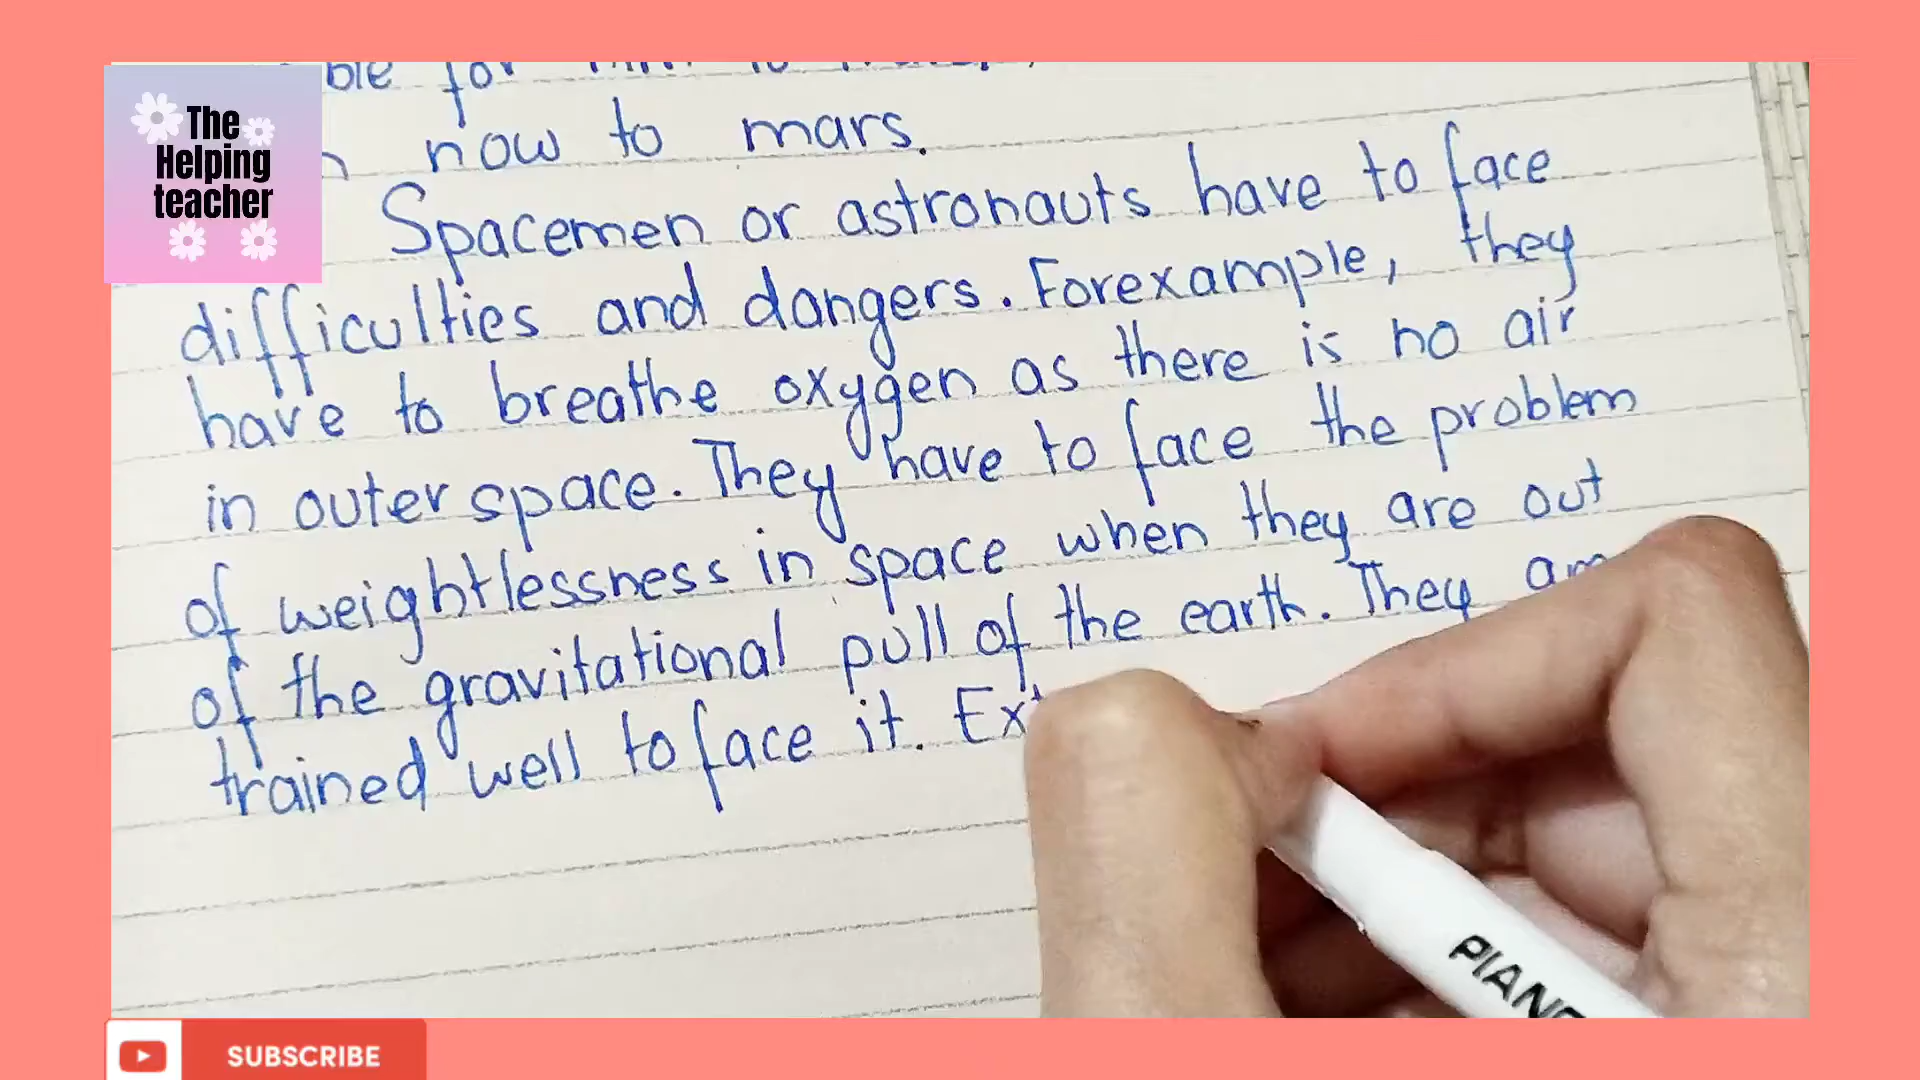 The
Helping
teacher
now to mars.
Spacemen or astronauts have to face
difficulties and dangers. Forexample, they
have to breathe oxygen as there is no air
in outer space. They have to face the problem
of weightlessness in space when they are out
of the gravitational pull of the earth. They
trained well to face it.
PIANO
SUBSCRIBE